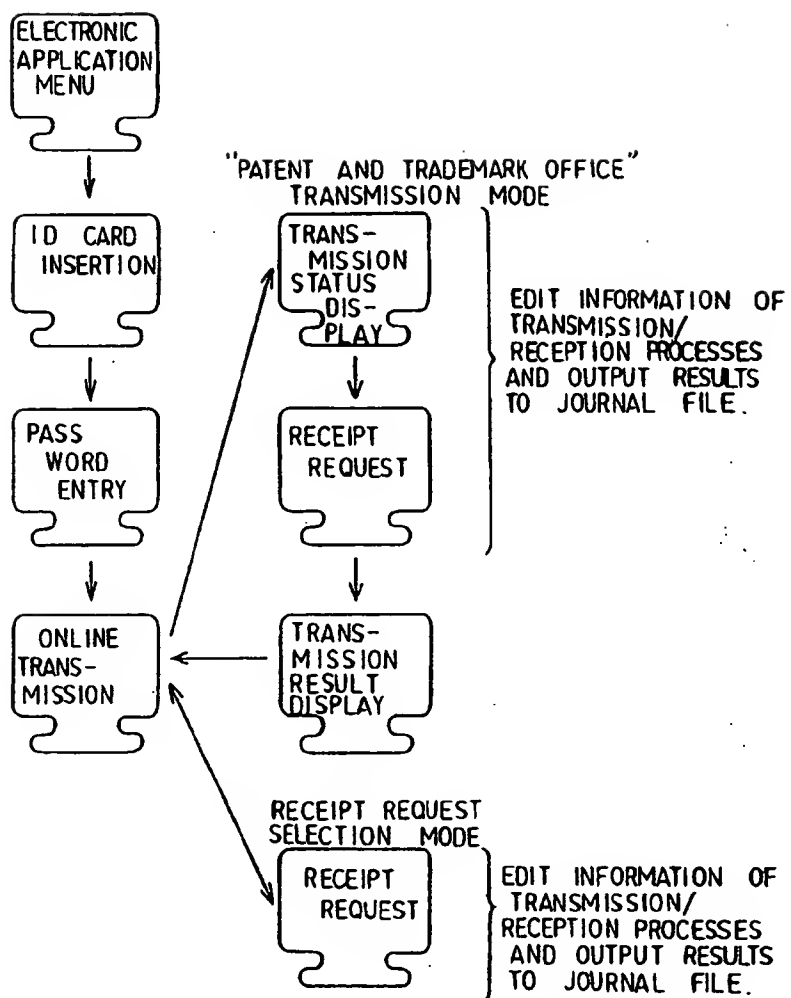 ELECTRONIC
APPLICATION
MENU
ID CARD
INSERTION
PASS
WORD
ENTRY
ONLINE
TRANS-
MISSION
"PATENT AND TRADEMARK OFFICE"
TRANSMISSION MODE
TRANS-
MISSION
STATUS
DIS-
PLAY
RECEIPT
REQUEST
TRANS-
MISSION
RESULT
DISPLAY
EDIT INFORMATION OF
TRANSMISSION/
RECEPTION PROCESSES
AND OUTPUT RESULTS
TO JOURNAL FILE.
RECEIPT REQUEST
SELECTION MODE
RECEIPT
REQUEST
EDIT INFORMATION OF
TRANSMISSION/
RECEPTION PROCESSES
AND OUTPUT RESULTS
TO JOURNAL FILE.